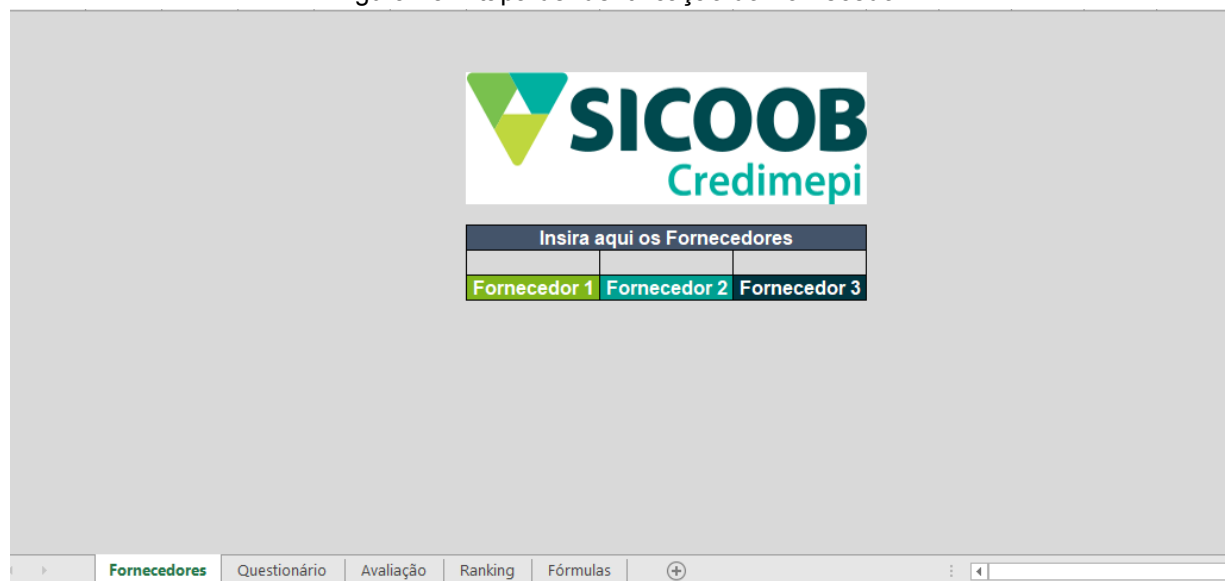 SICOOB
Credimepi
Insira aqui os Fornecedores
Fornecedor 1 Fornecedor 2 Fornecedor 3
Fornecedores Questionário Avaliação Ranking Fórmulas